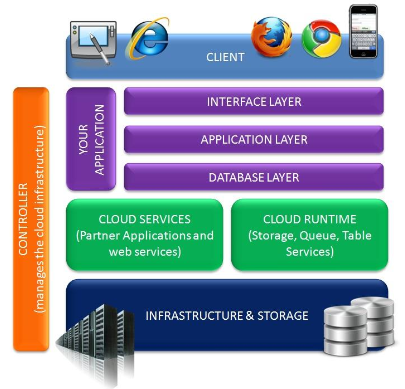 CLIENT
CONTROLLER
(manages the cloud infrastructure)
YOUR
APPLICATION
INTERFACE LAYER
APPLICATION LAYER
DATABASE LAYER
CLOUD SERVICES
(Partner Applications and
web services)
CLOUD RUNTIME
(Storage, Queue, Table
Services)
INFRASTRUCTURE & STORAGE